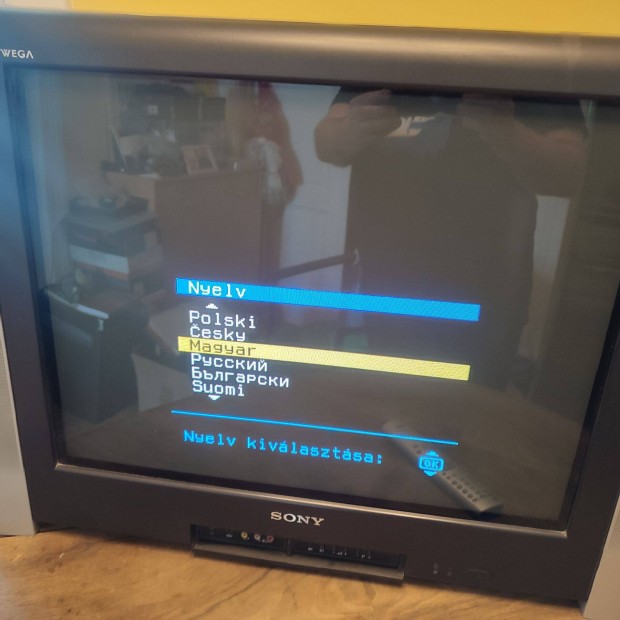 WEGA
Nyelv
Polski
Česky
Magyar
Русский
Български
Suomi
Nyelv kiválasztása:
OK
SONY